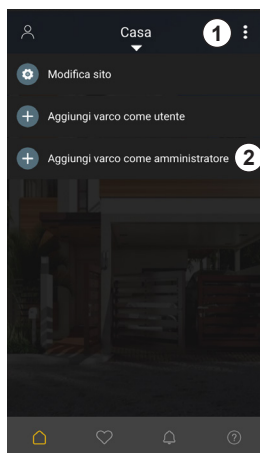 Casa
1
Modifica sito
Aggiungi varco come utente
Aggiungi varco come amministratore 2